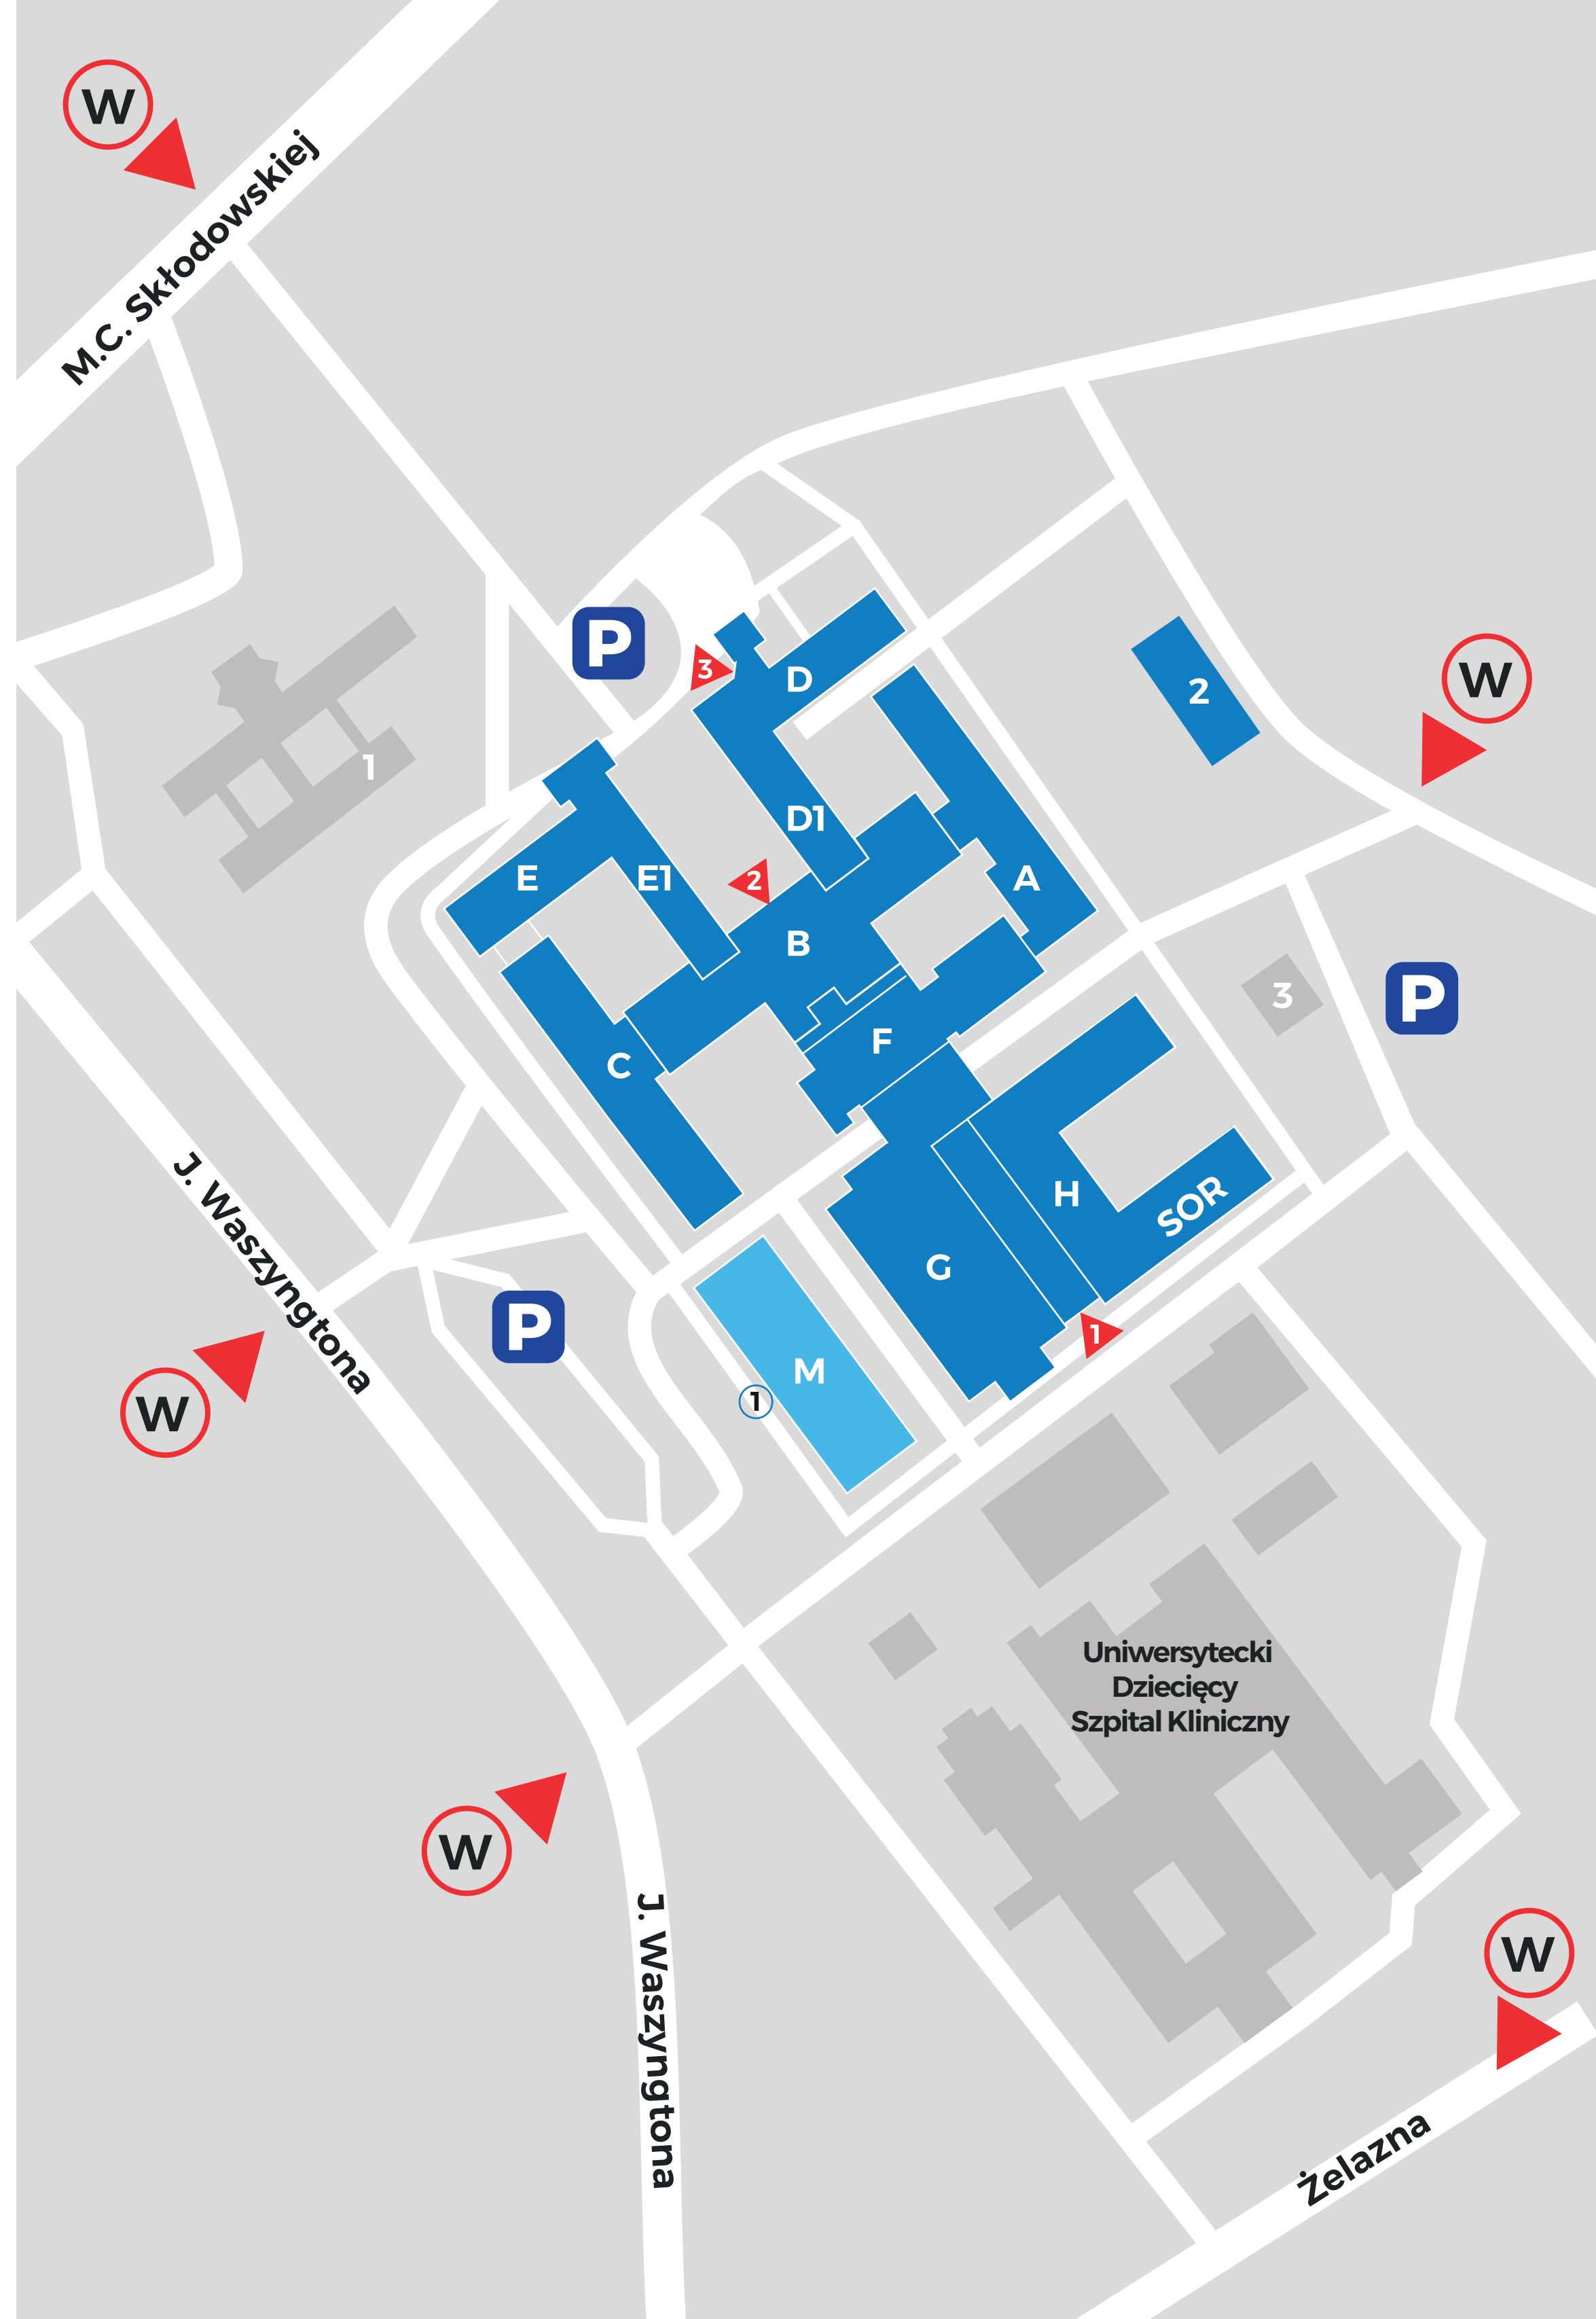 W
M.C. Skłodowskiej
P
3
D
2
W
1
D1
E
E1
2
A
B
3
P
F
C
J. Waszyngtona
H
SOR
G
P
1
M
1
W
Uniwersytecki
Dziecięcy
Szpital Kliniczny
W
J. Waszyngtona
W
Żelazna